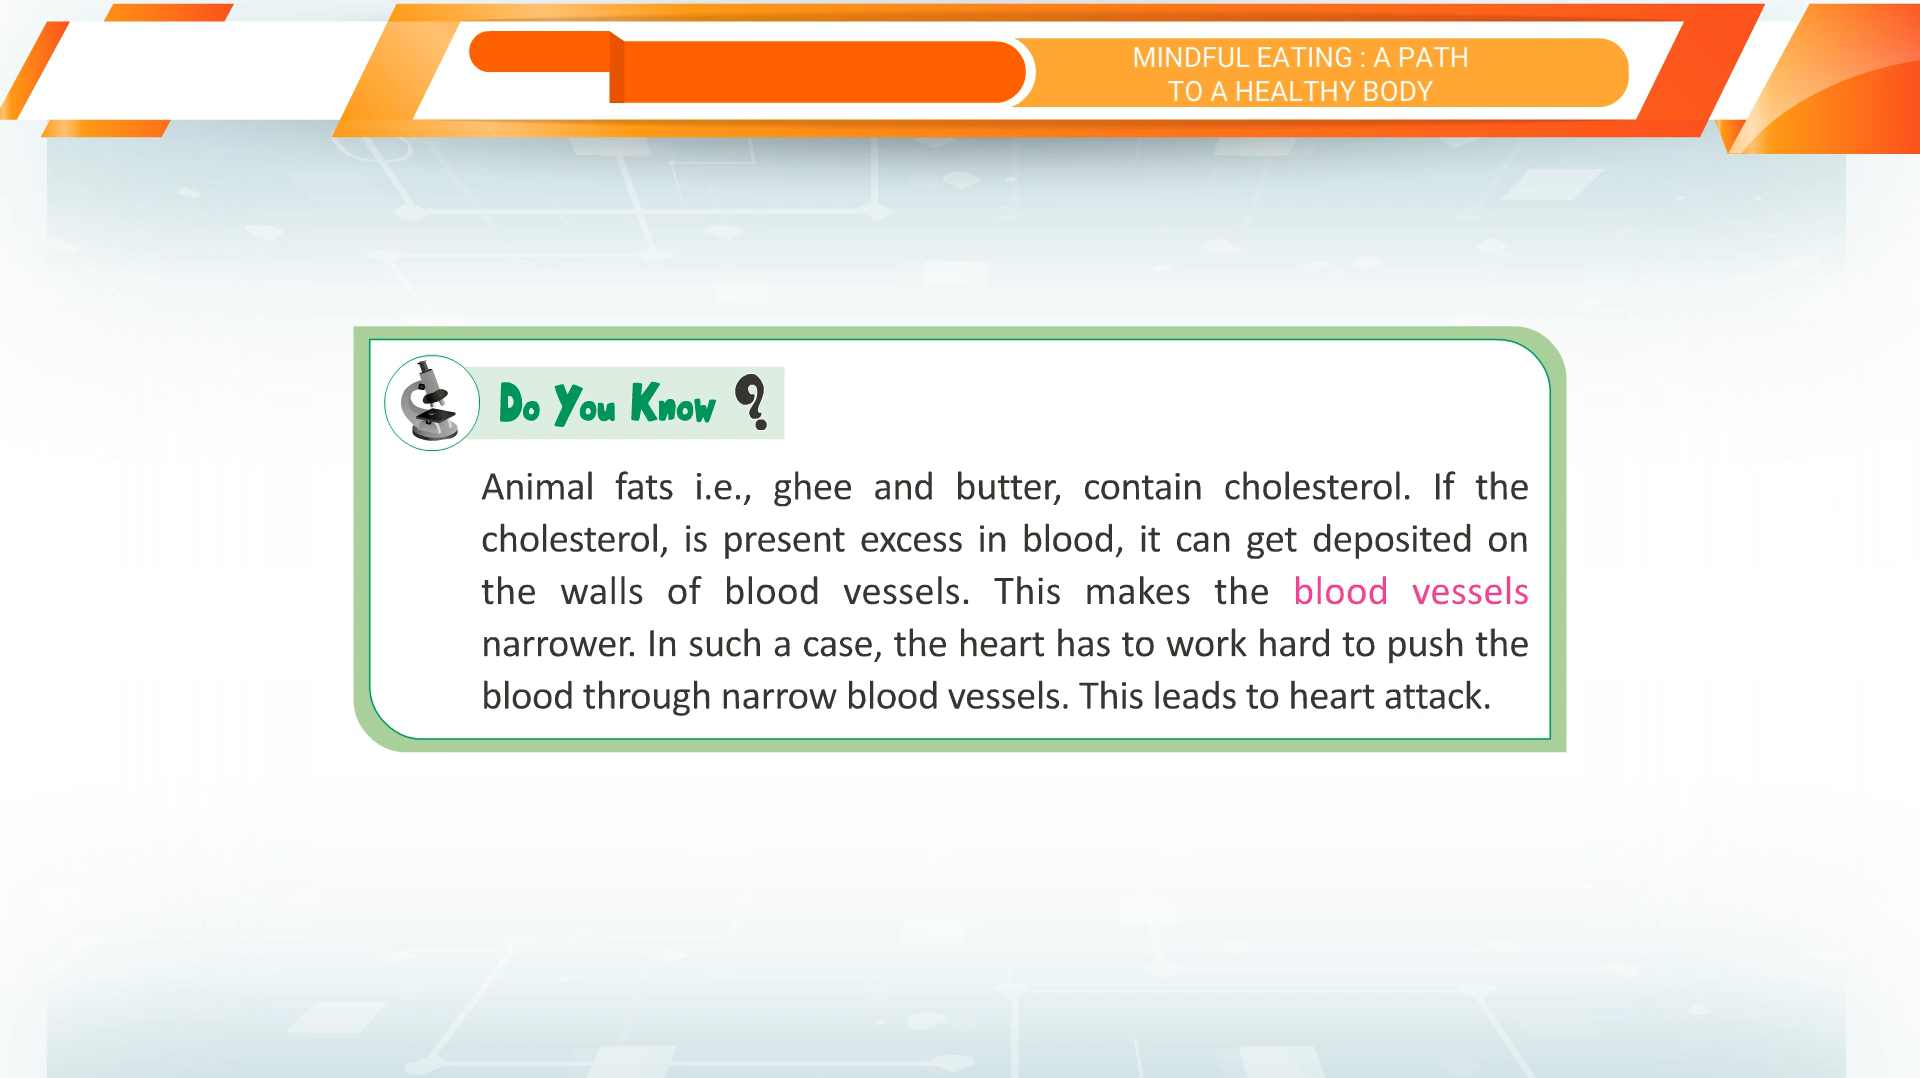 MINDFUL EATING : A PATH
TO A HEALTHY BODY
Do You Know ?
Animal fats i.e., ghee and butter, contain cholesterol. If the
cholesterol, is present excess in blood, it can get deposited on
the walls of blood vessels. This makes the blood vessels
narrower. In such a case, the heart has to work hard to push the
blood through narrow blood vessels. This leads to heart attack.